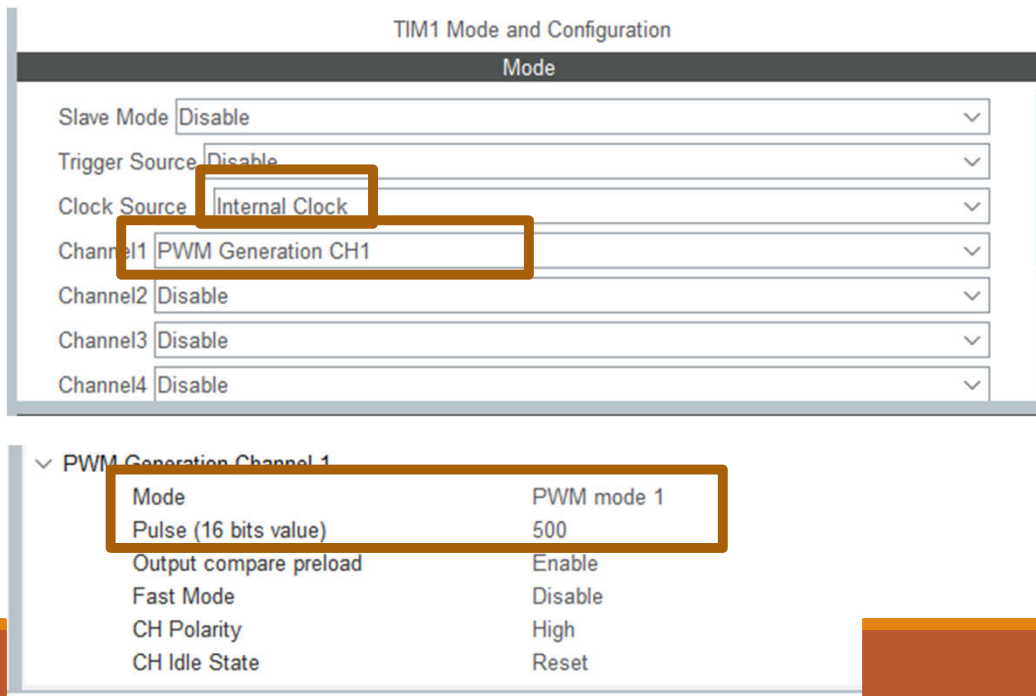 TIM1 Mode and Configuration
Mode
Slave Mode Disable
Trigger Source Disable
Clock Source Internal Clock
Channel1 PWM Generation CH1
Channel2 Disable
Channel3 Disable
Channel4 Disable
PWM Generation Channel 1
Mode PWM mode 1
Pulse (16 bits value) 500
Output compare preload Enable
Fast Mode Disable
CH Polarity High
CH Idle State Reset